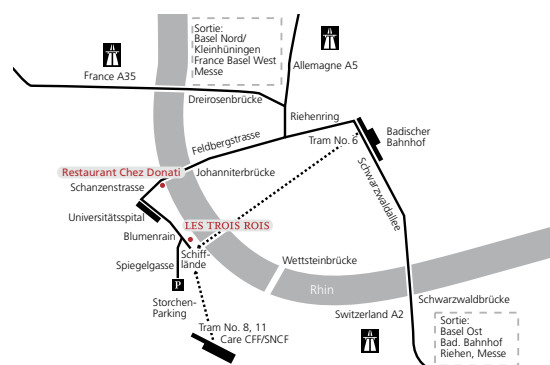 Sortie:
Basel Nord/
Kleinhüningen
France Basel West
Messe
France A35
Allemagne A5
Dreirosenbrücke
Riehenring
Feldbergstrasse
Tram No. 6
Badischer
Bahnhof
Restaurant Chez Donati
Johanniterbrücke
Schanzenstrasse
Schwarzwaldallee
Universitätsspital
LES TROIS ROIS
Blumenrain
Schiff-
lände
Spiegelgasse
Wettsteinbrücke
P
Rhin
Storchen-
Parking
Schwarzwaldbrücke
Switzerland A2
Tram No. 8, 11
Care CFF/SNCF
Sortie:
Basel Ost
Bad. Bahnhof
Riehen, Messe